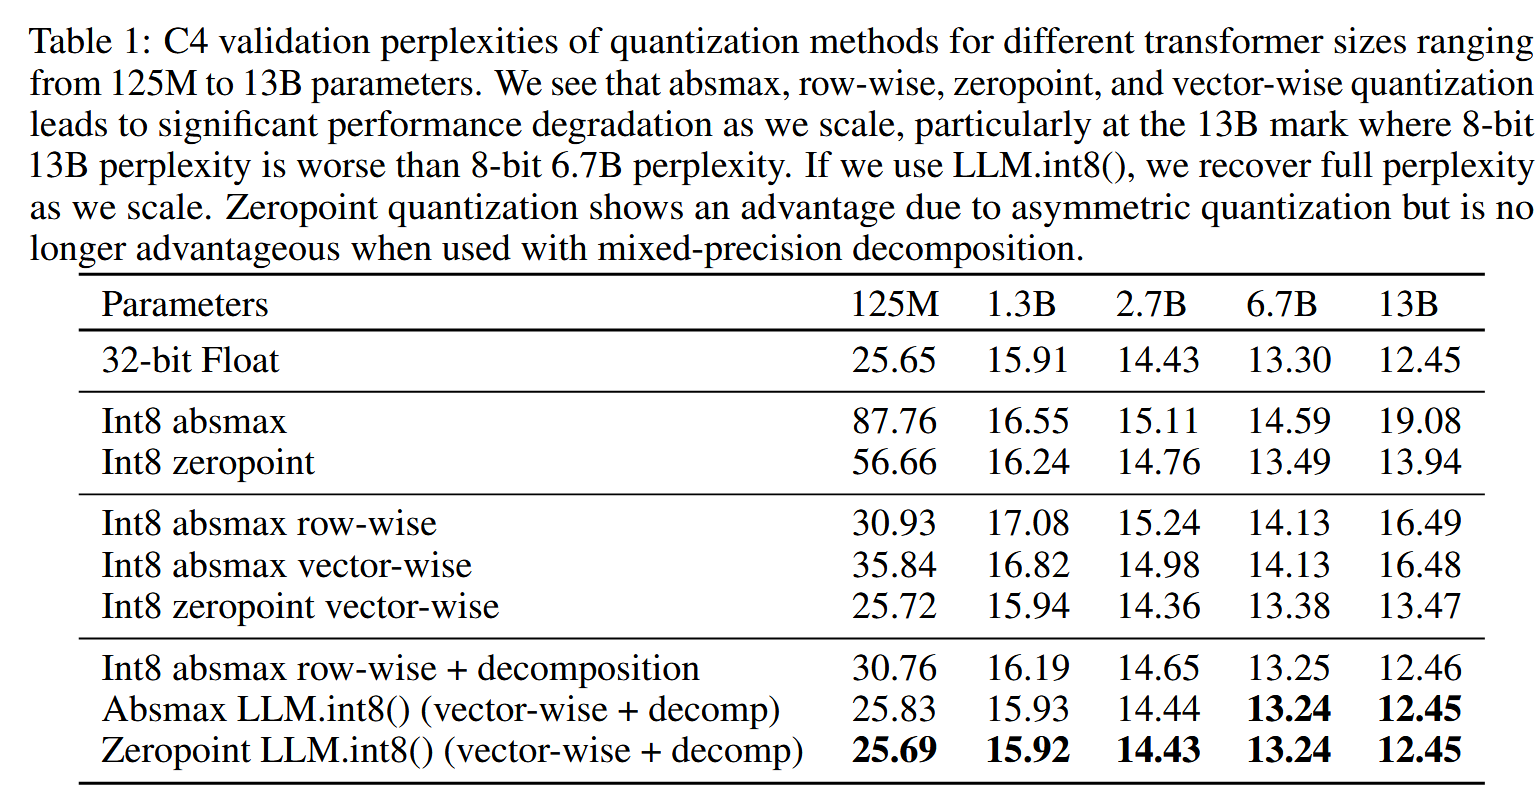 Table 1: C4 validation perplexities of quantization methods for different transformer sizes ranging
from 125M to 13B parameters. We see that absmax, row-wise, zeropoint, and vector-wise quantization
leads to significant performance degradation as we scale, particularly at the 13B mark where 8-bit
13B perplexity is worse than 8-bit 6.7B perplexity. If we use LLM.int8(), we recover full perplexity
as we scale. Zeropoint quantization shows an advantage due to asymmetric quantization but is no
longer advantageous when used with mixed-precision decomposition.
Parameters 125M 1.3B 2.7B 6.7B 13B
32-bit Float 25.65 15.91 14.43 13.30 12.45
Int8 absmax 87.76 16.55 15.11 14.59 19.08
Int8 zeropoint 56.66 16.24 14.76 13.49 13.94
Int8 absmax row-wise 30.93 17.08 15.24 14.13 16.49
Int8 absmax vector-wise 35.84 16.82 14.98 14.13 16.48
Int8 zeropoint vector-wise 25.72 15.94 14.36 13.38 13.47
Int8 absmax row-wise + decomposition 30.76 16.19 14.65 13.25 12.46
Absmax LLM.int8() (vector-wise + decomp) 25.83 15.93 14.44 13.24 12.45
Zeropoint LLM.int8() (vector-wise + decomp) 25.69 15.92 14.43 13.24 12.45